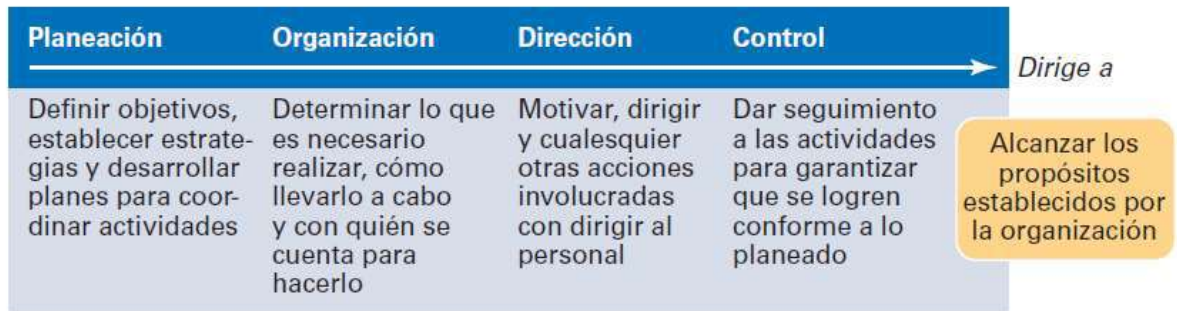 Planeación
Organización
Dirección
Control
Dirige a
Definir objetivos,
establecer estrate-
gias y desarrollar
planes para coor-
dinar actividades
Determinar lo que
es necesario
realizar, cómo
llevarlo a cabo
y con quién se
cuenta para
hacerlo
Motivar, dirigir
y cualesquier
otras acciones
involucradas
con dirigir al
personal
Dar seguimiento
a las actividades
para garantizar
que se logren
conforme a lo
planeado
Alcanzar los
propósitos
establecidos por
la organización